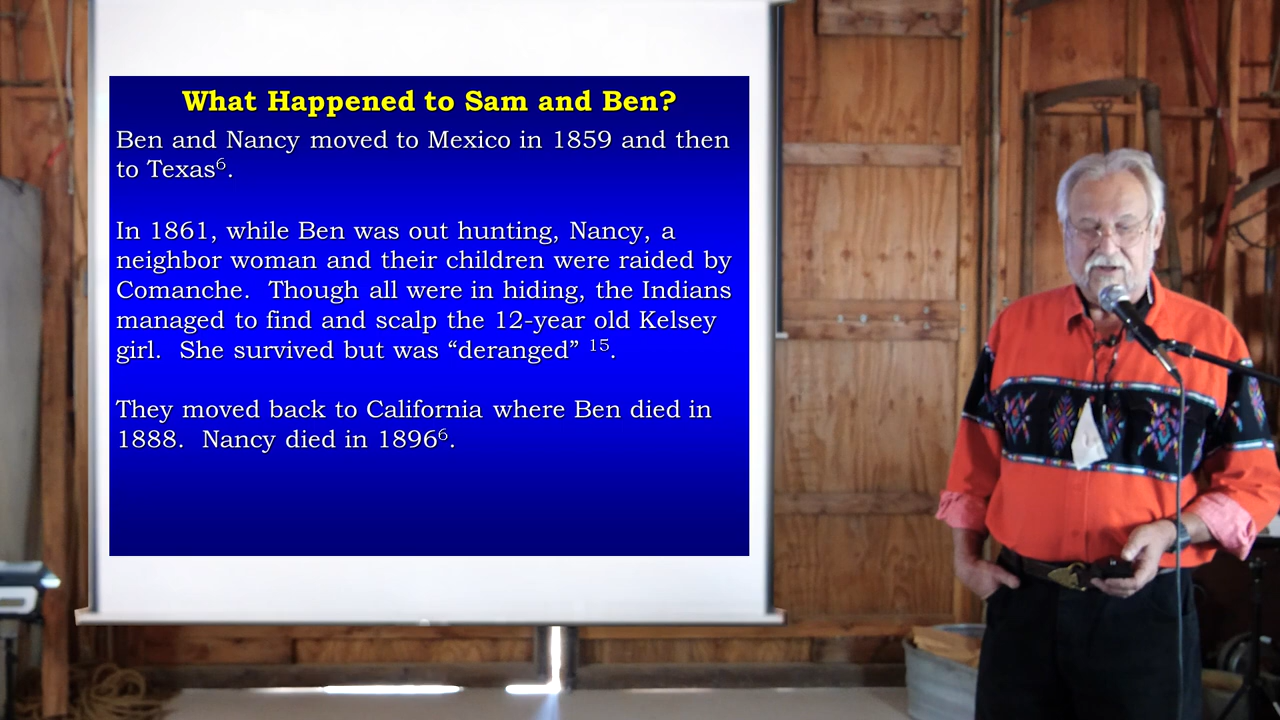 What Happened to Sam and Ben?
Ben and Nancy moved to Mexico in 1859 and then
to Texas⁶.
In 1861, while Ben was out hunting, Nancy, a
neighbor woman and their children were raided by
Comanche.  Though all were in hiding, the Indians
managed to find and scalp the 12-year old Kelsey
girl.  She survived but was “deranged” ¹⁵.
They moved back to California where Ben died in
1888.  Nancy died in 1896⁶.